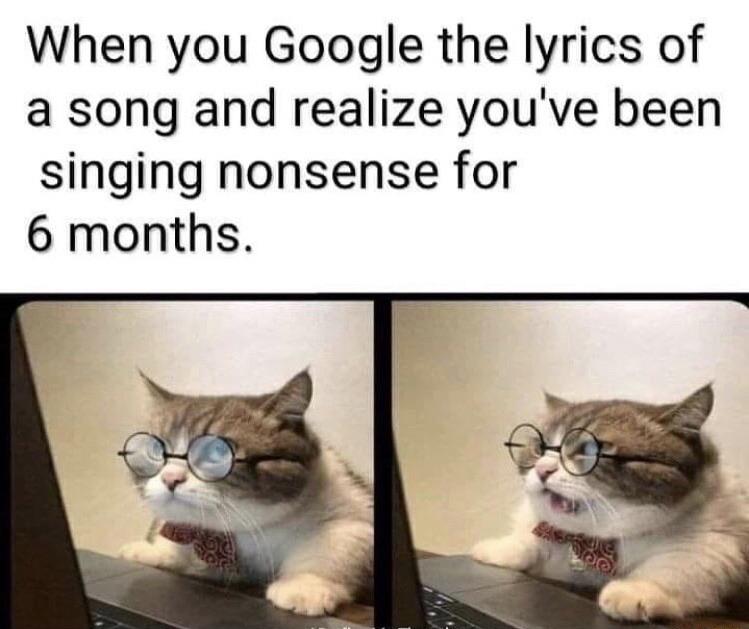 When you Google the lyrics of
a song and realize you've been
singing nonsense for
6 months.